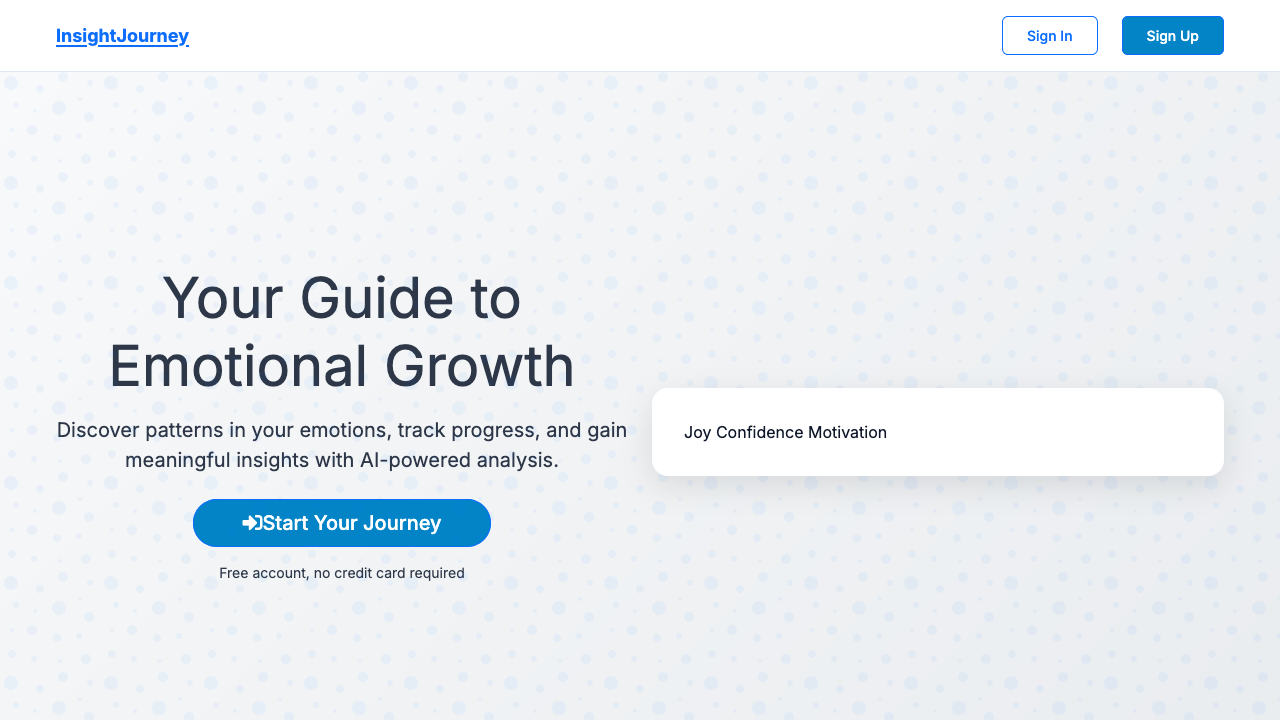 InsightJourney
Sign In
Sign Up
Your Guide to
Emotional Growth
Discover patterns in your emotions, track progress, and gain
meaningful insights with AI-powered analysis.
Start Your Journey
Free account, no credit card required
Joy Confidence Motivation